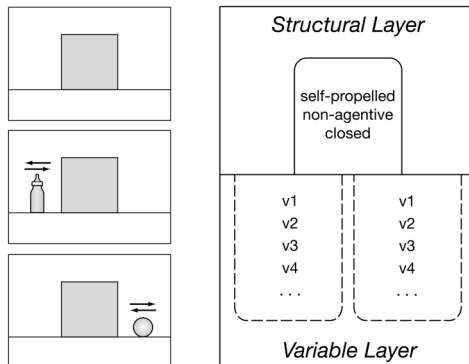 Structural Layer
self-propelled
non-agentive
closed
v1
v2
v3
v4
. . .
v1
v2
v3
v4
. . .
Variable Layer